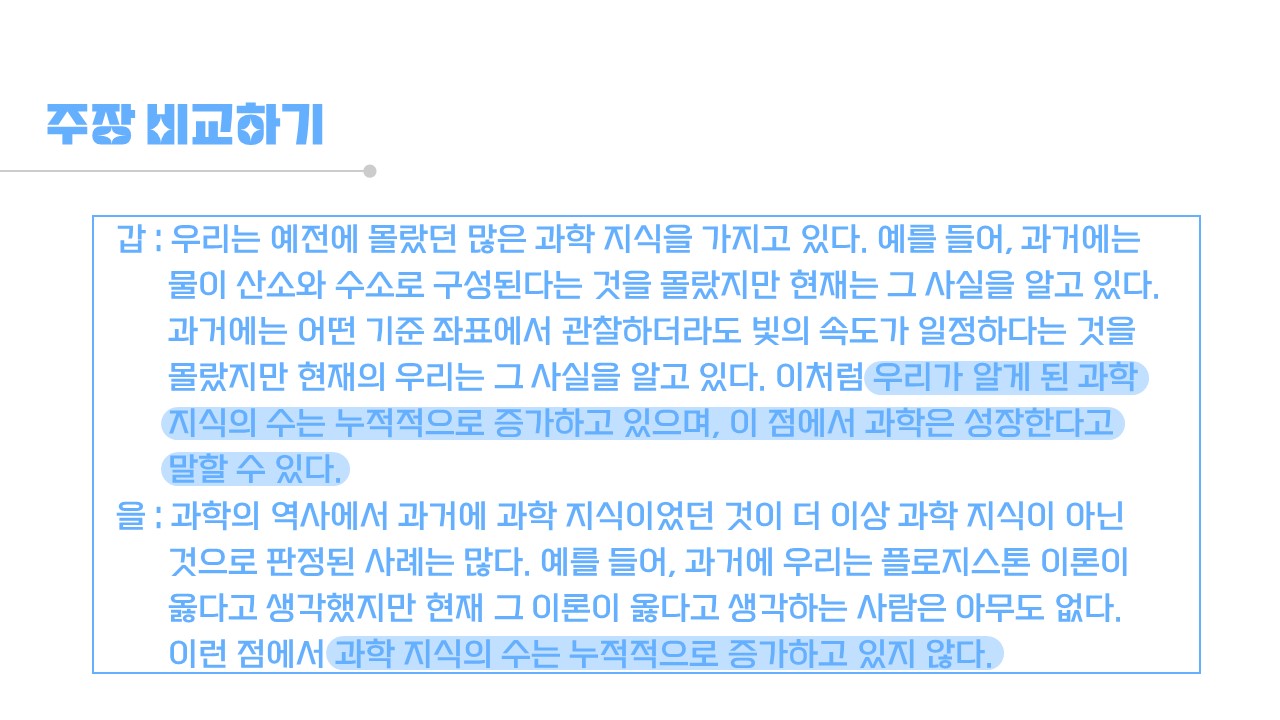 주장 비교하기
갑 : 우리는 예전에 몰랐던 많은 과학 지식을 가지고 있다. 예를 들어, 과거에는
물이 산소와 수소로 구성된다는 것을 몰랐지만 현재는 그 사실을 알고 있다.
과거에는 어떤 기준 좌표에서 관찰하더라도 빛의 속도가 일정하다는 것을
몰랐지만 현재의 우리는 그 사실을 알고 있다. 이처럼 우리가 알게 된 과학
지식의 수는 누적적으로 증가하고 있으며, 이 점에서 과학은 성장한다고
말할 수 있다.
을 : 과학의 역사에서 과거에 과학 지식이었던 것이 더 이상 과학 지식이 아닌
것으로 판정된 사례는 많다. 예를 들어, 과거에 우리는 플로지스톤 이론이
옳다고 생각했지만 현재 그 이론이 옳다고 생각하는 사람은 아무도 없다.
이런 점에서 과학 지식의 수는 누적적으로 증가하고 있지 않다.